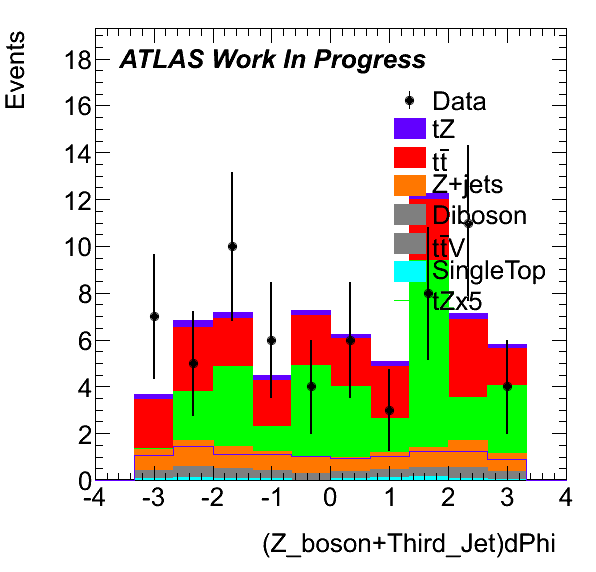 Events
ATLAS Work In Progress
Data
tZ
tt̄
Z+jets
Diboson
tt̄V
SingleTop
tZx5
18
16
14
12
10
8
6
4
2
0
-4 -3 -2 -1 0 1 2 3 4
(Z_boson+Third_Jet)dPhi